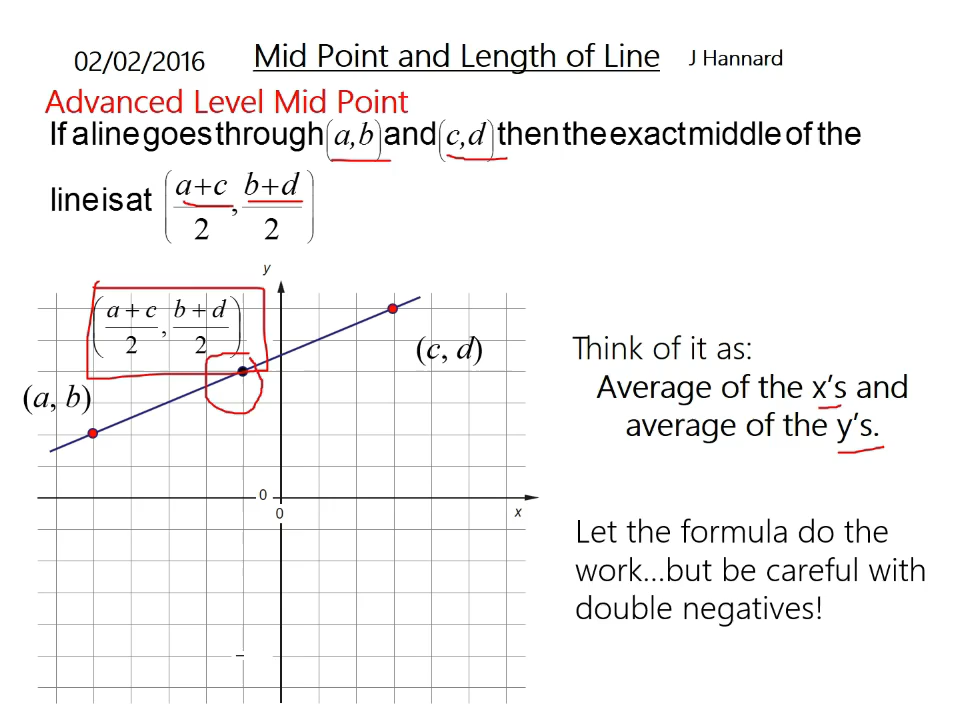 02/02/2016 Mid Point and Length of Line J Hannard
Advanced Level Mid Point
If a line goes through (a,b) and (c,d) then the exact middle of the
line is at ((a+c)/2, (b+d)/2)
y
((a+c)/2, (b+d)/2)
(c, d)
(a, b)
0
0
x
Think of it as:
Average of the x's and
average of the y's.
Let the formula do the
work...but be careful with
double negatives!